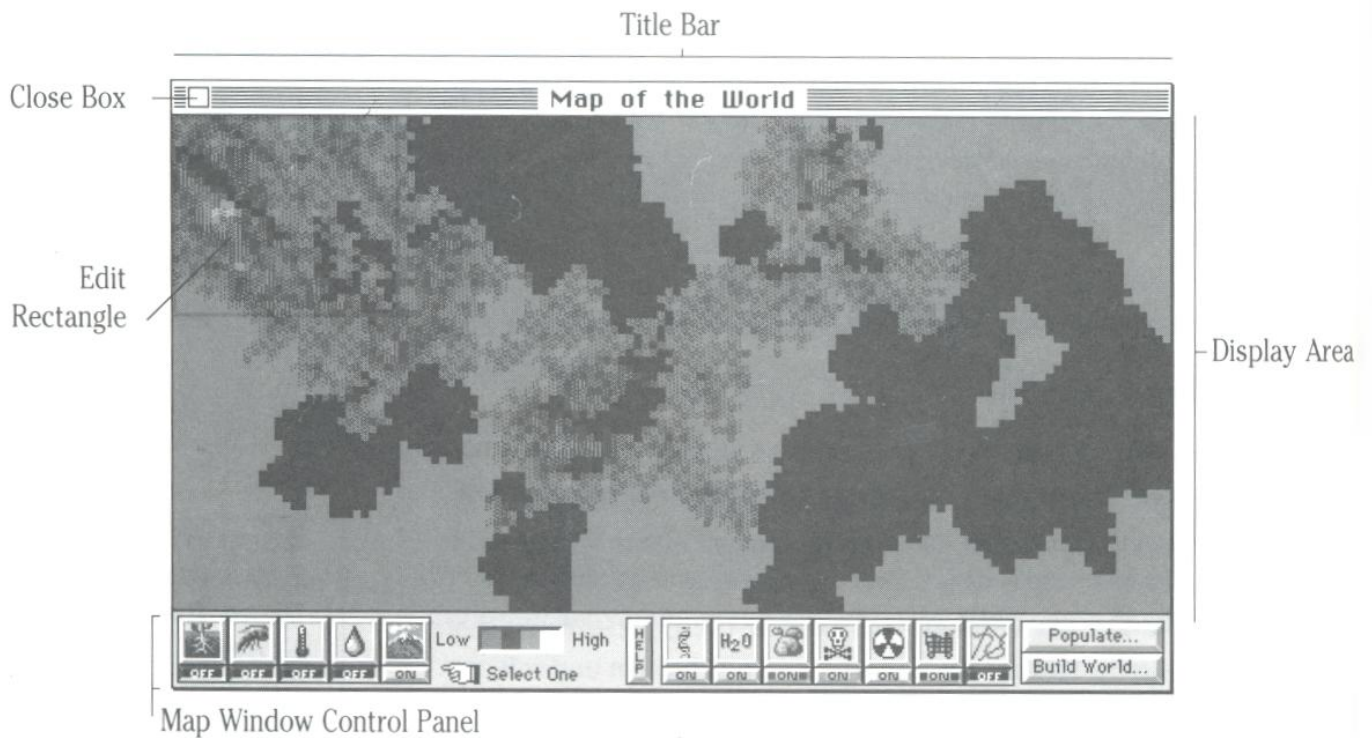 Title Bar
Close Box
Map of the World
Edit
Rectangle
Display Area
Low
High
Select One
HELP
H2O
OFF OFF OFF OFF ON
ON ON ON ON ON ON OFF
Populate...
Build World...
Map Window Control Panel